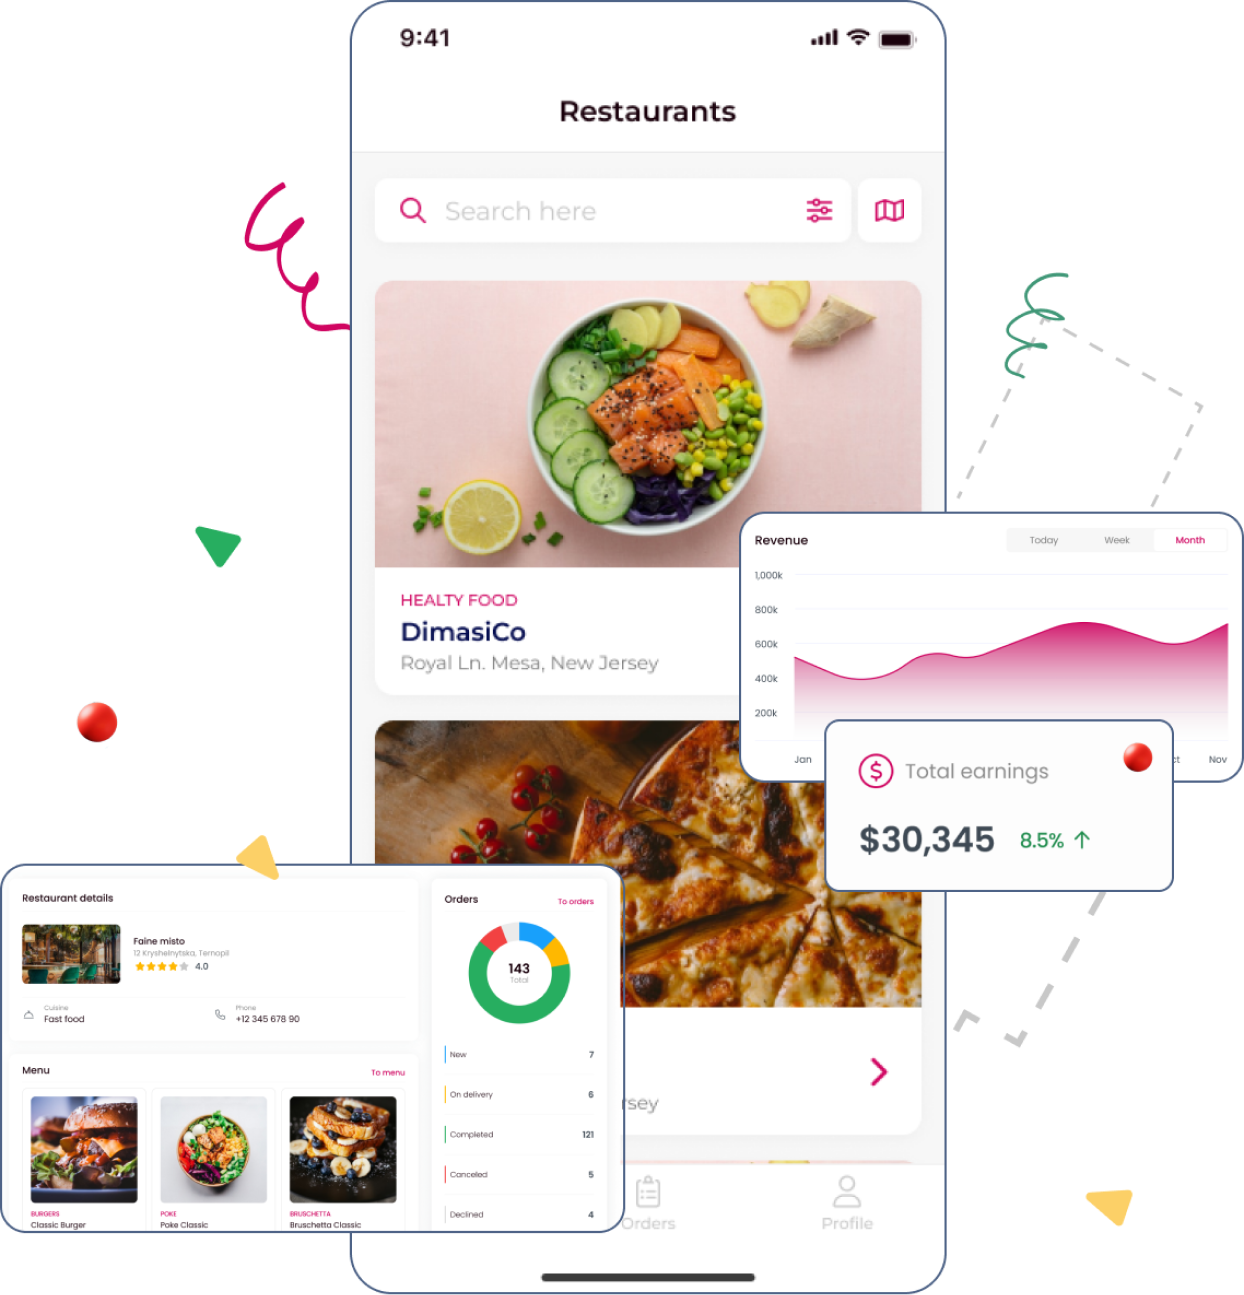 9:41
Restaurants
Search here
HEALTY FOOD
DimasiCo
Royal Ln. Mesa, New Jersey
Revenue
Today Week Month
1,000k
800k
600k
400k
200k
Jan Nov
Total earnings
$30,345 8.5%
Restaurant details
Faine misto
12 Kryshelnytska, Ternopil
4.0
Cuisine
Fast food
Phone
+12 345 678 90
Menu To menu
BURGERS
Classic Burger
POKE
Poke Classic
BRUSCHETTA
Bruschetta Classic
Orders To orders
143
Total
New 7
On delivery 6
Completed 121
Canceled 5
Declined 4
rsey
Orders
Profile